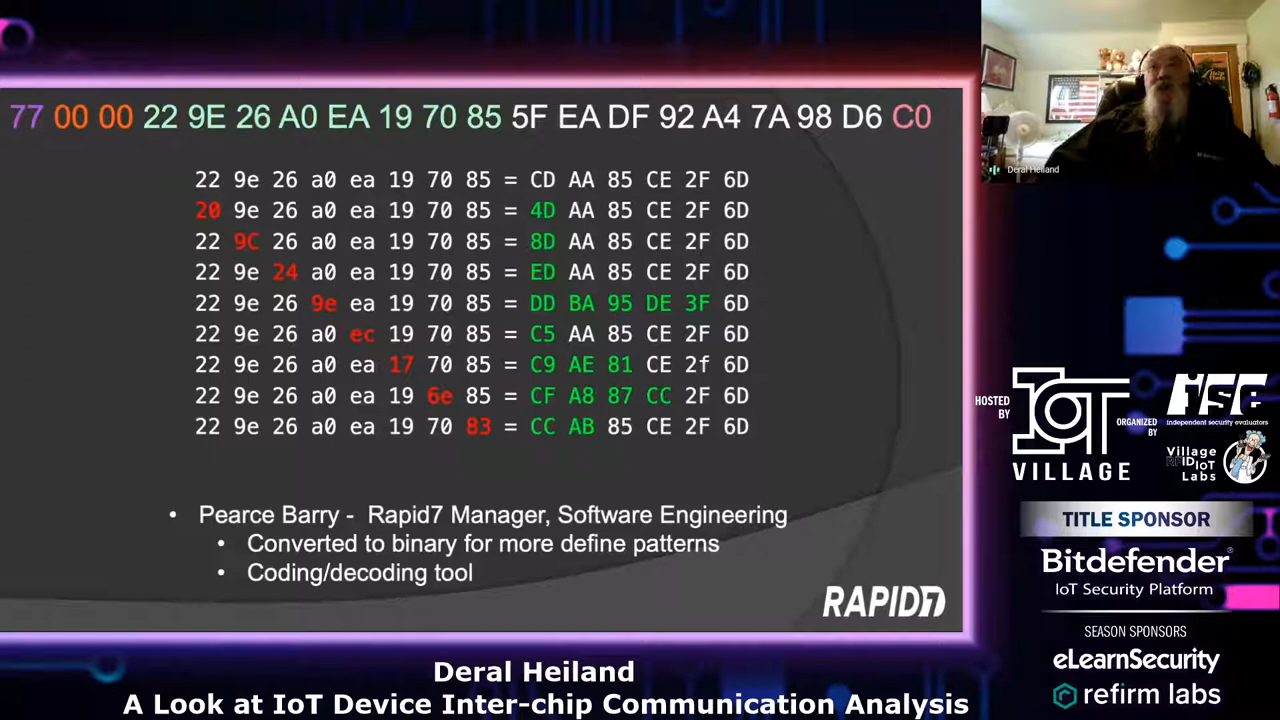 77 00 00 22 9E 26 A0 EA 19 70 85 5F EA DF 92 A4 7A 98 D6 C0
22 9e 26 a0 ea 19 70 85 = CD AA 85 CE 2F 6D
20 9e 26 a0 ea 19 70 85 = 4D AA 85 CE 2F 6D
22 9C 26 a0 ea 19 70 85 = 8D AA 85 CE 2F 6D
22 9e 24 a0 ea 19 70 85 = ED AA 85 CE 2F 6D
22 9e 26 9e ea 19 70 85 = DD BA 95 DE 3F 6D
22 9e 26 a0 ec 19 70 85 = C5 AA 85 CE 2F 6D
22 9e 26 a0 ea 17 70 85 = C9 AE 81 CE 2f 6D
22 9e 26 a0 ea 19 6e 85 = CF A8 87 CC 2F 6D
22 9e 26 a0 ea 19 70 83 = CC AB 85 CE 2F 6D
• Pearce Barry - Rapid7 Manager, Software Engineering
• Converted to binary for more define patterns
• Coding/decoding tool
RAPID7
Deral Heiland
HOSTED BY
IOT
VILLAGE
ORGANIZED BY
ISE
independent security evaluators
Village
IDIoT
Labs
TITLE SPONSOR
Bitdefender
IoT Security Platform
SEASON SPONSORS
eLearnSecurity
refirm labs
Deral Heiland
A Look at IoT Device Inter-chip Communication Analysis